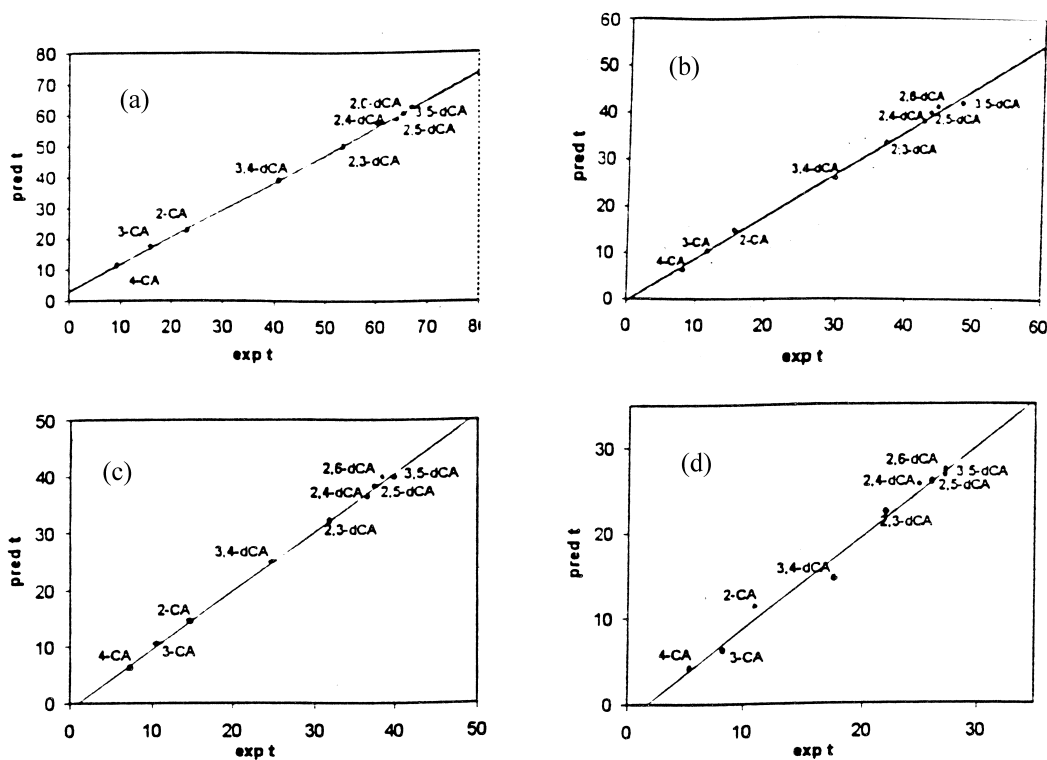 80
70
60
50
40
30
20
10
0
pred t
(a)
2,6-dCA
3,5-dCA
2,4-dCA
2,5-dCA
2,3-dCA
3,4-dCA
2-CA
3-CA
4-CA
0 10 20 30 40 50 60 70
exp t
60
50
40
30
20
10
0
pred t
(b)
2,6-dCA
3,5-dCA
2,4-dCA
2,5-dCA
2,3-dCA
3,4-dCA
3-CA
2-CA
4-CA
0 10 20 30 40 50 60
exp t
50
40
30
20
10
0
pred t
(c)
2,6-dCA
3,5-dCA
2,4-dCA
2,5-dCA
2,3-dCA
3,4-dCA
2-CA
3-CA
4-CA
0 10 20 30 40 50
exp t
30
20
10
0
pred t
(d)
2,6-dCA
3,5-dCA
2,4-dCA
2,5-dCA
2,3-dCA
3,4-dCA
2-CA
4-CA
3-CA
0 10 20 30
exp t